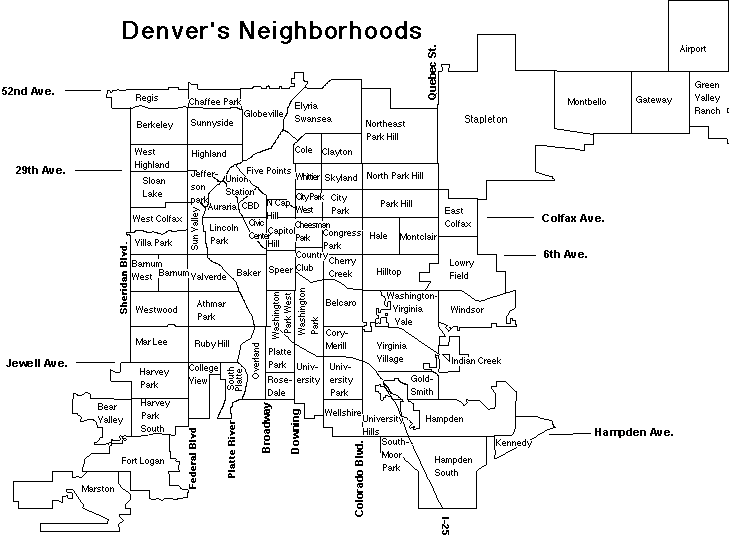 Denver's Neighborhoods
Airport
Quebec St.
52nd Ave.
Regis
Chaffee Park
Globeville
Elyria
Swansea
Stapleton
Montbello
Gateway
Green
Valley
Ranch
Berkeley
Sunnyside
Northeast
Park Hill
West
Highland
Highland
Cole
Clayton
29th Ave.
Sloan
Lake
Jeffer-
son
park
Union
Station
Five Points
Whittier
Skyland
North Park Hill
Auraria
CBD
N Cap.
Hill
City Park
West
City
Park
Park Hill
East
Colfax
Colfax Ave.
West Colfax
Sun Valley
Lincoln
Park
Civic
Center
Capitol
Hill
Cheesman
Park
Congress
Park
Hale
Montclair
6th Ave.
Sheridan Blvd.
Villa Park
Barnum
West
Barnum
Valverde
Baker
Speer
Country
Club
Cherry
Creek
Hilltop
Lowry
Field
Westwood
Athmar
Park
Washington
Park West
Washington
Park
Belcaro
Washington-
Virginia
Vale
Windsor
Mar Lee
Ruby Hill
Overland
Platte
Park
Cory-
Merill
Virginia
Village
Indian Creek
Jewell Ave.
Harvey
Park
College
View
South
Platte
Rose-
Dale
Univ-
ersity
Univ-
ersity
Park
Gold-
Smith
Bear
Valley
Harvey
Park
South
Wellshire
University
Hills
Hampden
Hampden Ave.
Federal Blvd
Platte River
Broadway
Downing
Colorado Blvd.
South-
Moor
Park
Kennedy
Fort Logan
Hampden
South
Marston
I-25